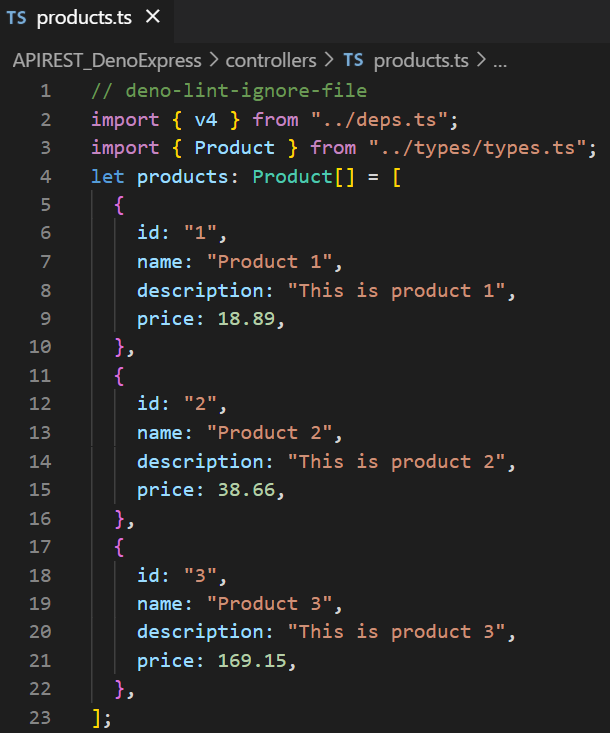 TS products.ts ×
APIREST_DenoExpress > controllers > TS products.ts > ...
1 // deno-lint-ignore-file
2 import { v4 } from "../deps.ts";
3 import { Product } from "../types/types.ts";
4 let products: Product[] = [
5 {
6 id: "1",
7 name: "Product 1",
8 description: "This is product 1",
9 price: 18.89,
10 },
11 {
12 id: "2",
13 name: "Product 2",
14 description: "This is product 2",
15 price: 38.66,
16 },
17 {
18 id: "3",
19 name: "Product 3",
20 description: "This is product 3",
21 price: 169.15,
22 },
23 ];